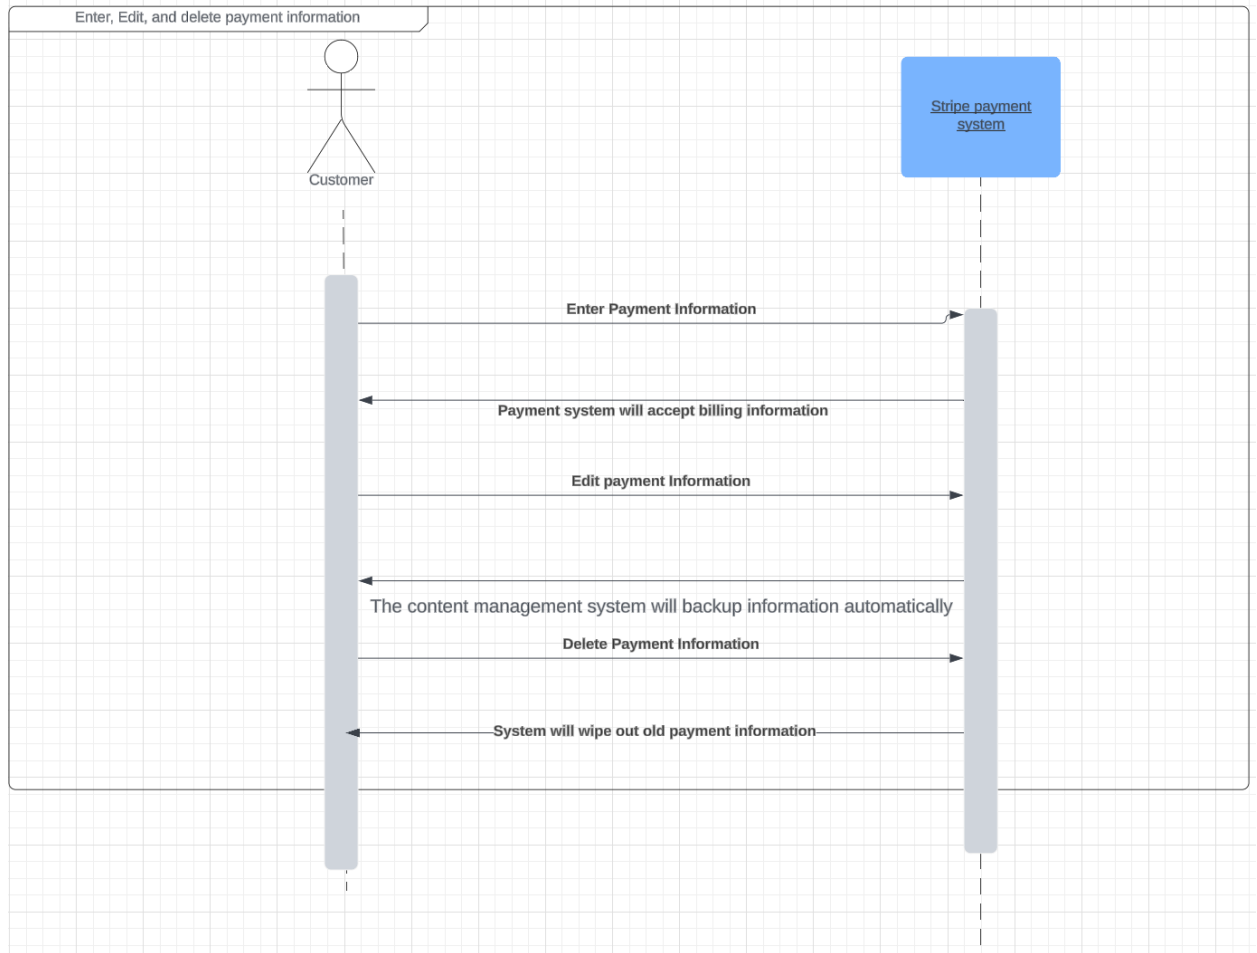 Enter, Edit, and delete payment information
Customer
Stripe payment
system
Enter Payment Information
Payment system will accept billing information
Edit payment Information
The content management system will backup information automatically
Delete Payment Information
System will wipe out old payment information